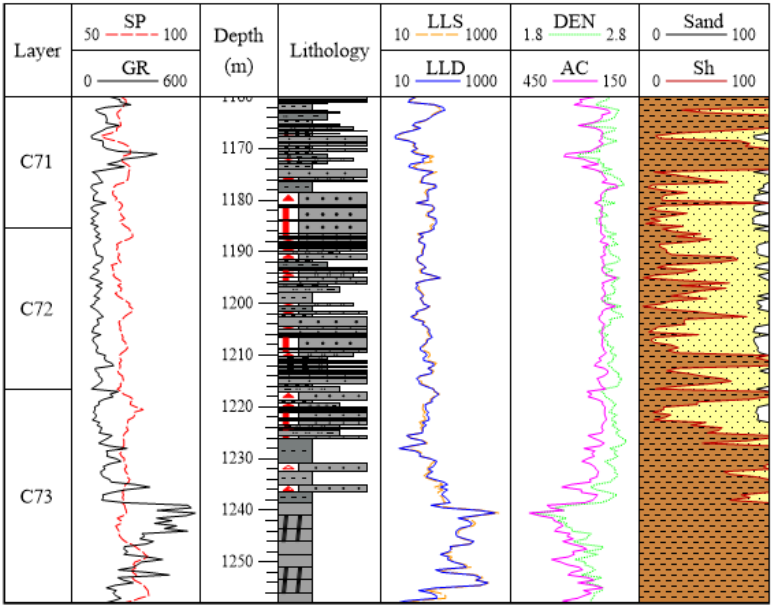 Layer
SP
50 100
GR
0 600
Depth
(m)
Lithology
LLS
10 1000
LLD
10 1000
DEN
1.8 2.8
AC
450 150
Sand
0 100
Sh
0 100
C71
C72
C73
1160
1170
1180
1190
1200
1210
1220
1230
1240
1250